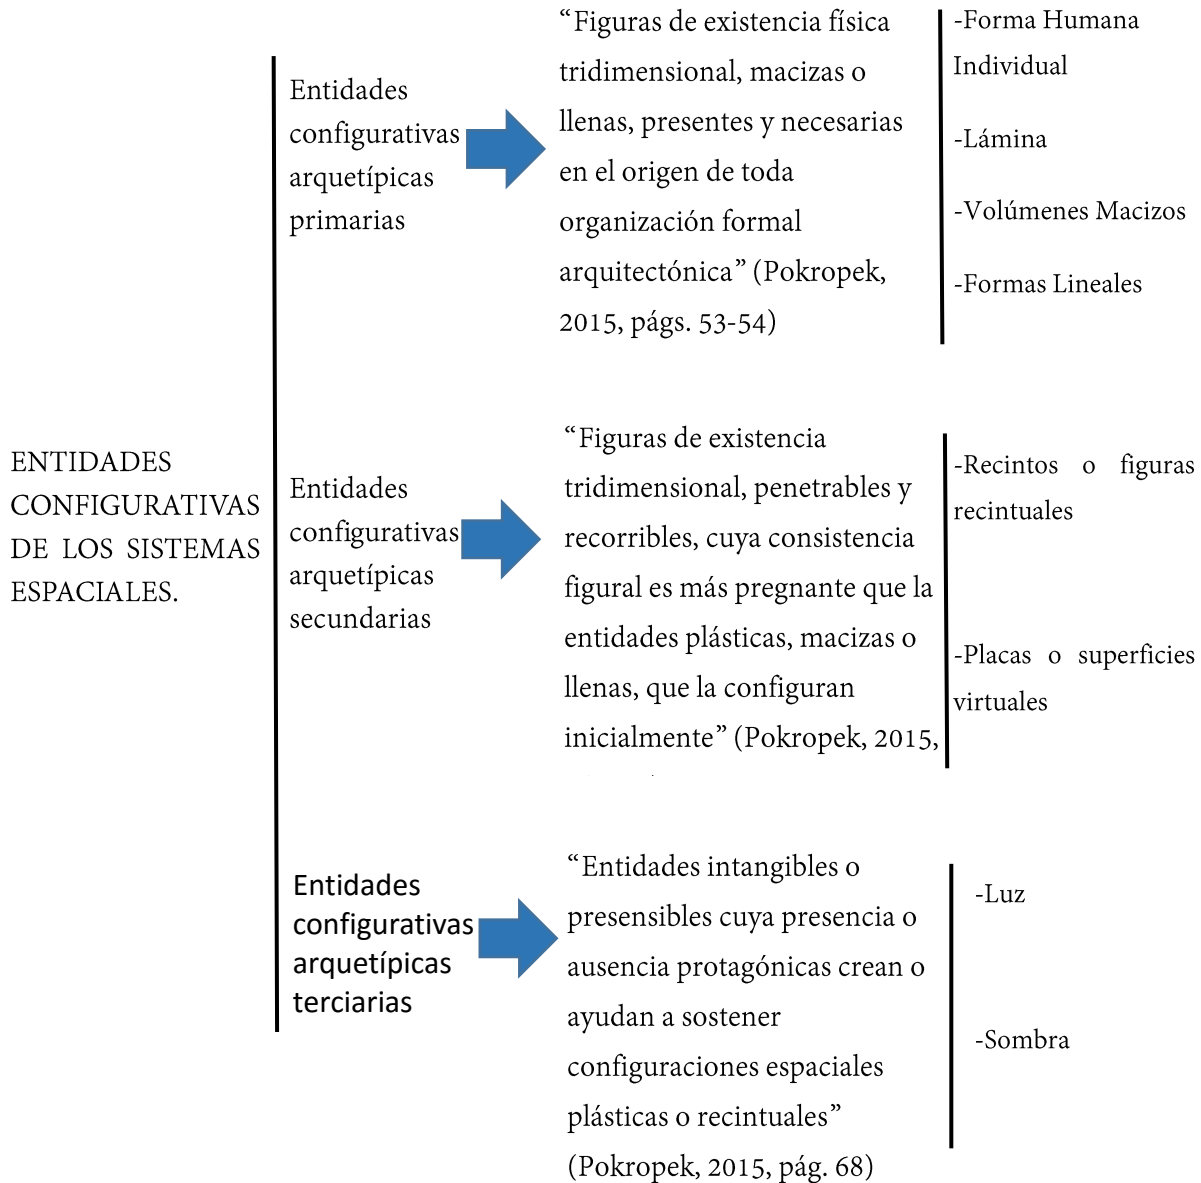 ENTIDADES
CONFIGURATIVAS
DE LOS SISTEMAS
ESPACIALES.
Entidades
configurativas
arquetípicas
primarias
“Figuras de existencia física
tridimensional, macizas o
llenas, presentes y necesarias
en el origen de toda
organización formal
arquitectónica” (Pokropek,
2015, págs. 53-54)
-Forma Humana
Individual
-Lámina
-Volúmenes Macizos
-Formas Lineales
Entidades
configurativas
arquetípicas
secundarias
“Figuras de existencia
tridimensional, penetrables y
recorribles, cuya consistencia
figural es más pregnante que la
entidades plásticas, macizas o
llenas, que la configuran
inicialmente” (Pokropek, 2015,
-Recintos o figuras
recintuales
-Placas o superficies
virtuales
Entidades
configurativas
arquetípicas
terciarias
“Entidades intangibles o
presensibles cuya presencia o
ausencia protagónicas crean o
ayudan a sostener
configuraciones espaciales
plásticas o recintuales”
(Pokropek, 2015, pág. 68)
-Luz
-Sombra